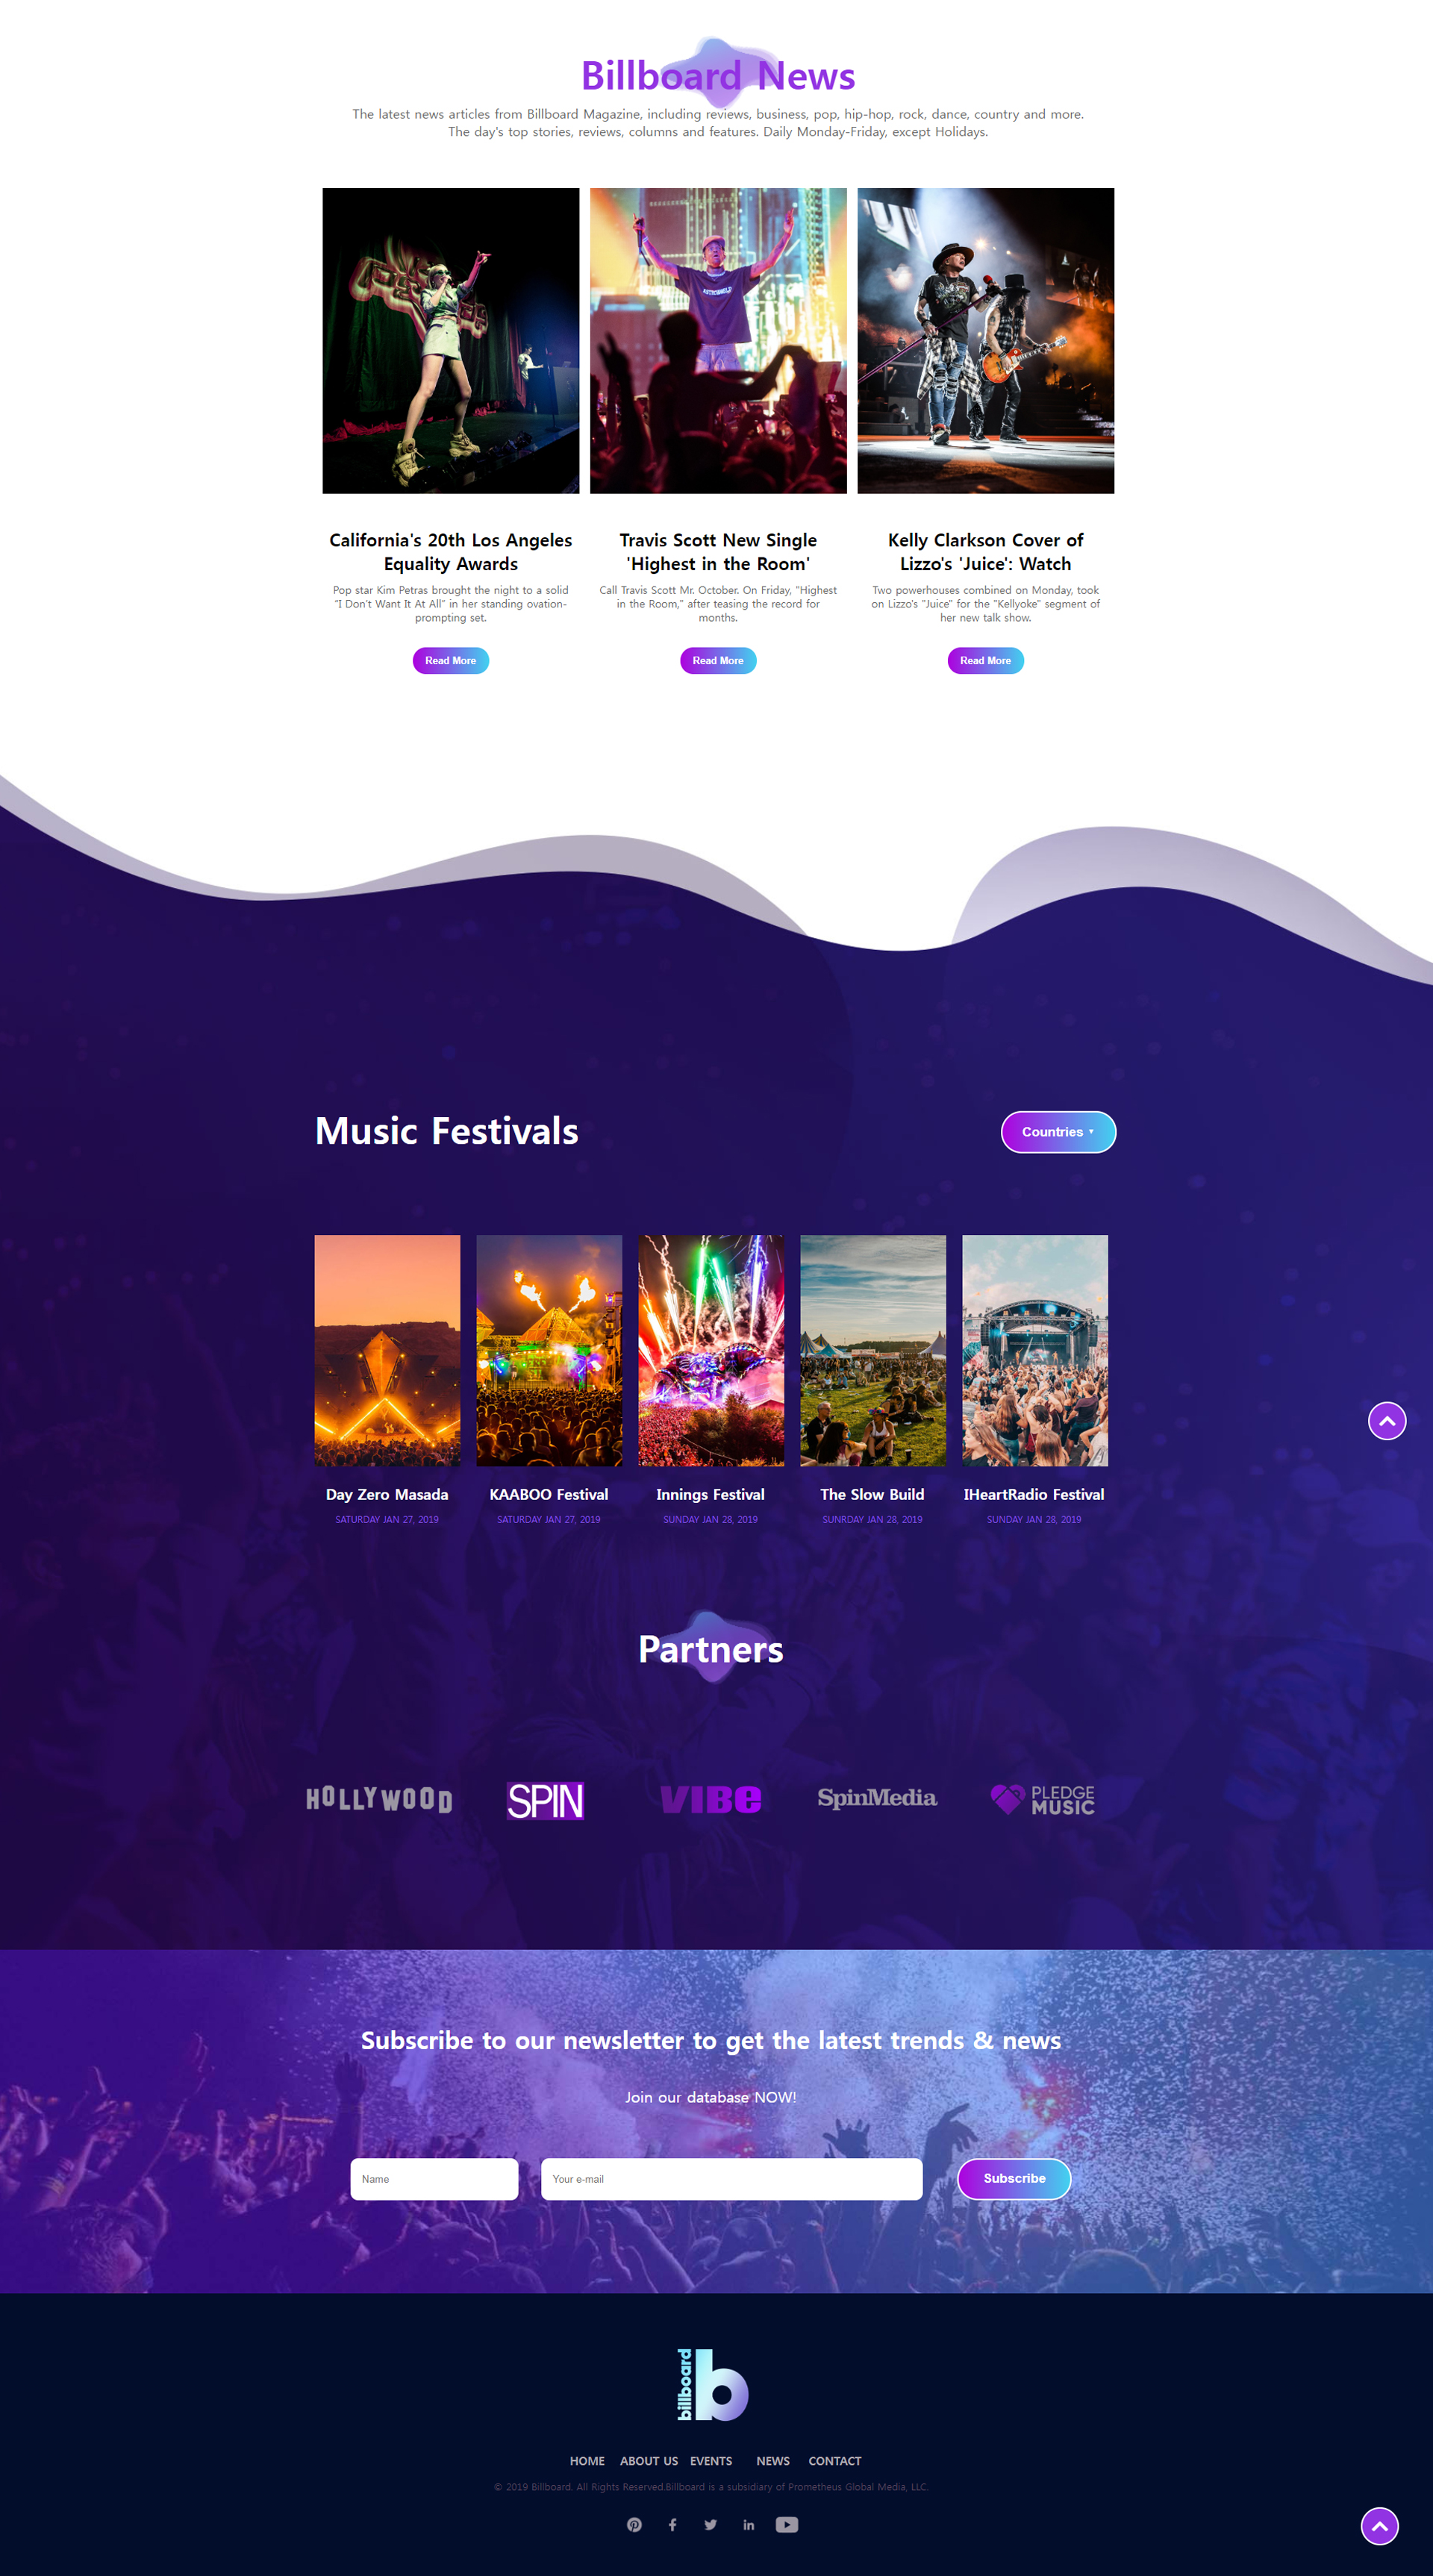 Billboard News
The latest news articles from Billboard Magazine, including reviews, business, pop, hip-hop, rock, dance, country and more.
The day's top stories, reviews, columns and features. Daily Monday-Friday, except Holidays.
California's 20th Los Angeles
Equality Awards
Pop star Kim Petras brought the night to a solid
"I Don't Want It At All" in her standing ovation-
prompting set.
Read More
Travis Scott New Single
'Highest in the Room'
Call Travis Scott Mr. October. On Friday, "Highest
in the Room," after teasing the record for
months.
Read More
Kelly Clarkson Cover of
Lizzo's 'Juice': Watch
Two powerhouses combined on Monday, took
on Lizzo's "Juice" for the "Kellyoke" segment of
her new talk show.
Read More
Music Festivals
Countries ▼
Day Zero Masada
SATURDAY JAN 27, 2019
KAABOO Festival
SATURDAY JAN 27, 2019
Innings Festival
SUNDAY JAN 28, 2019
The Slow Build
SUNRDAY JAN 28, 2019
IHeartRadio Festival
SUNDAY JAN 28, 2019
Partners
HOLLYWOOD
SPIN
VIBE
SpinMedia
PLEDGE
MUSIC
Subscribe to our newsletter to get the latest trends & news
Join our database NOW!
Name
Your e-mail
Subscribe
billboard
b
HOME ABOUT US EVENTS NEWS CONTACT
© 2019 Billboard. All Rights Reserved.Billboard is a subsidiary of Prometheus Global Media, LLC.